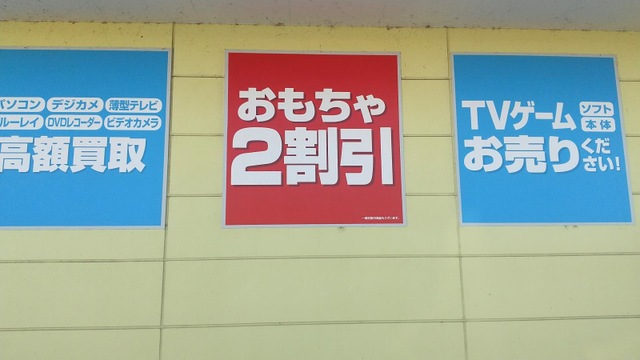 パソコン デジカメ 薄型テレビ
ブルーレイ DVDレコーダー ビデオカメラ
高額買取
おもちゃ
2割引
TVゲーム ソフト 本体
お売りください!